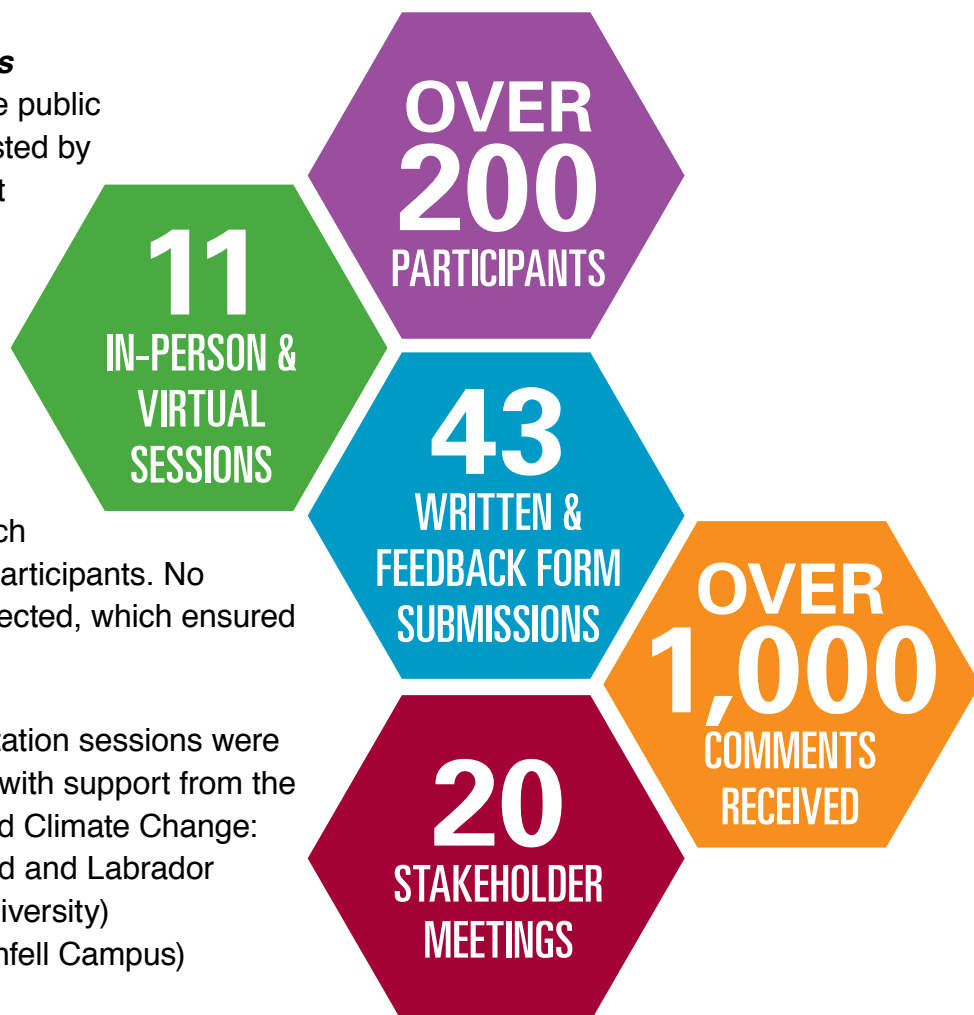 e public
sted by
OVER
200
PARTICIPANTS
11
IN-PERSON &
VIRTUAL
SESSIONS
43
WRITTEN &
FEEDBACK FORM
SUBMISSIONS
articipants. No
ected, which ensured
OVER
1,000
COMMENTS
RECEIVED
tation sessions were
with support from the
d Climate Change:
d and Labrador
iversity)
nfell Campus)
20
STAKEHOLDER
MEETINGS